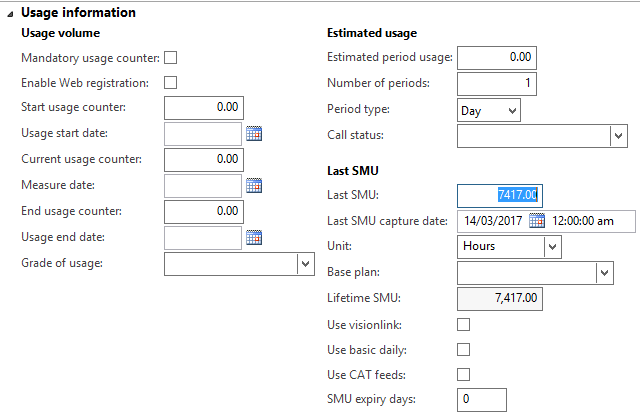 Usage information
Usage volume
Mandatory usage counter:
Enable Web registration:
Start usage counter: 0.00
Usage start date:
Current usage counter: 0.00
Measure date:
End usage counter: 0.00
Usage end date:
Grade of usage:
Estimated usage
Estimated period usage: 0.00
Number of periods: 1
Period type: Day
Call status:
Last SMU
Last SMU: 7417.00
Last SMU capture date: 14/03/2017 12:00:00 am
Unit: Hours
Base plan:
Lifetime SMU: 7,417.00
Use visionlink:
Use basic daily:
Use CAT feeds:
SMU expiry days: 0